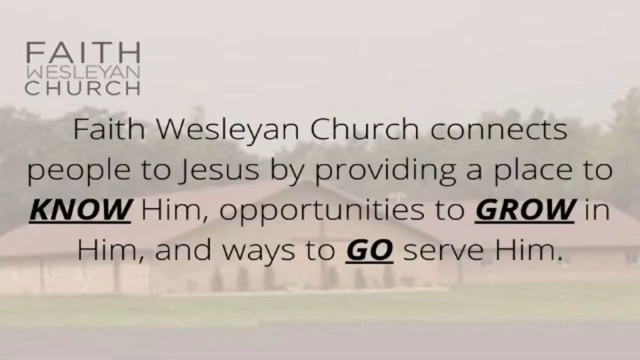 FAITH
WESLEYAN
CHURCH
Faith Wesleyan Church connects
people to Jesus by providing a place to
KNOW Him, opportunities to GROW in
Him, and ways to GO serve Him.